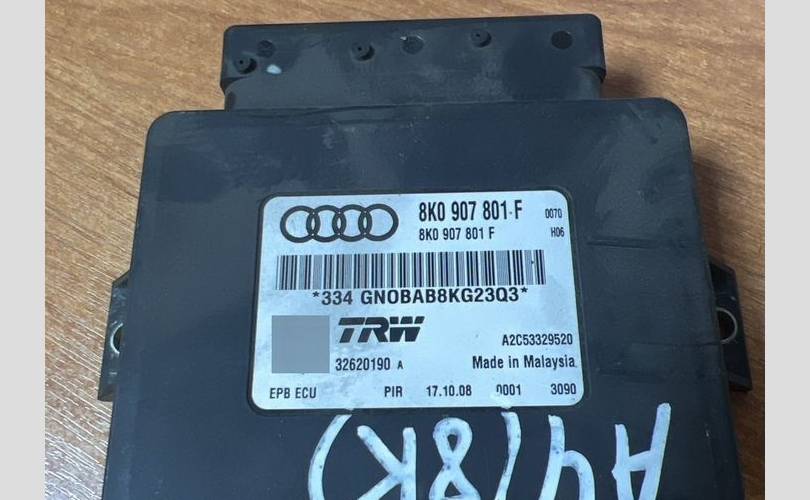 8K0 907 801 F 0070
8K0 907 801 F H06
*334 GN0BAB8KG23Q3*
TRW A2C53329520
32620190 A Made in Malaysia
EPB ECU PIR 17.10.08 0001 3090
A4(8K)